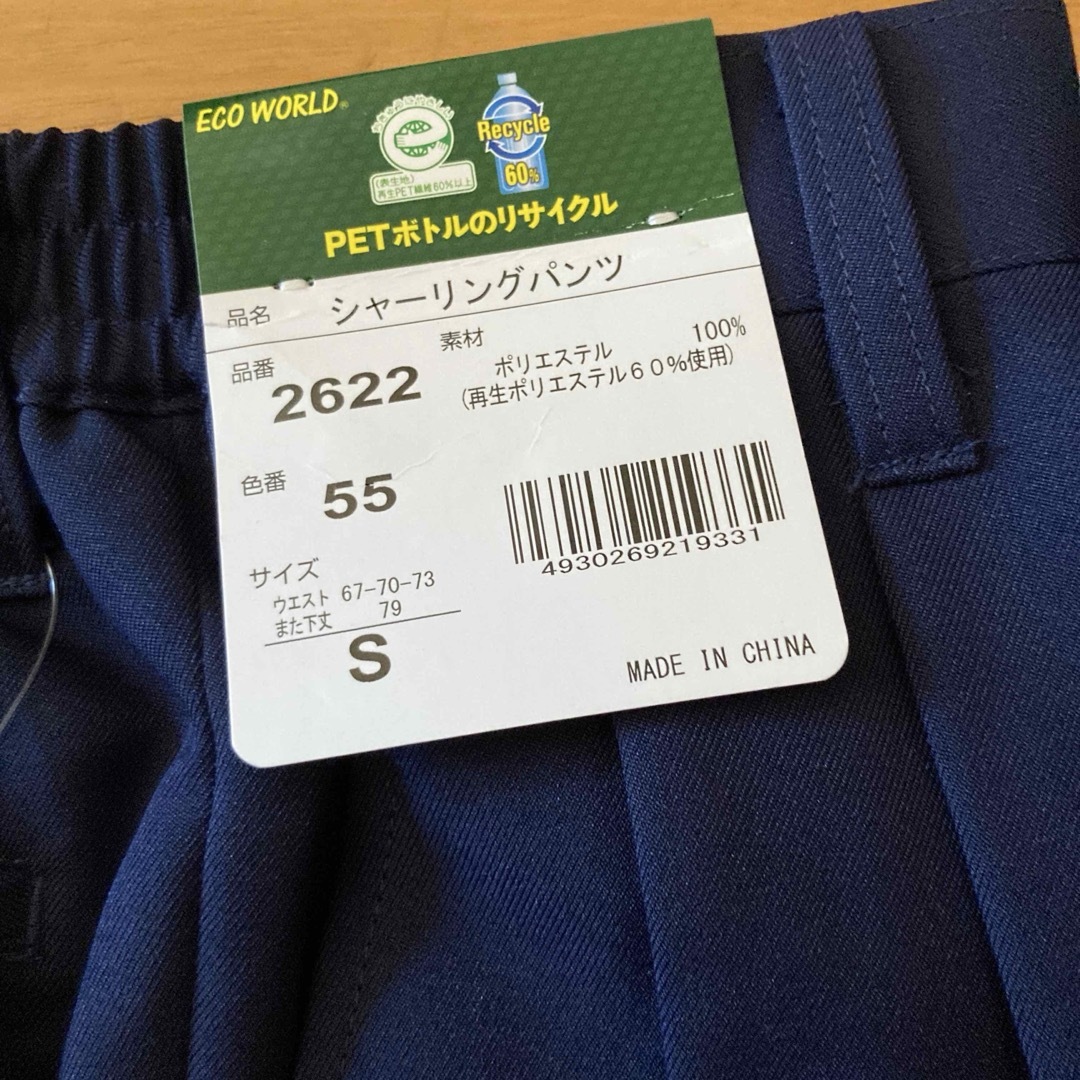 ECO WORLD®
(表生地)
再生PET繊維60%以上
Recycle
60%
PETボトルのリサイクル
品名 シャーリングパンツ
品番 2622
素材
ポリエステル 100%
(再生ポリエステル60%使用)
色番 55
4930269219331
サイズ
ウエスト 67-70-73
また下丈 79
S
MADE IN CHINA